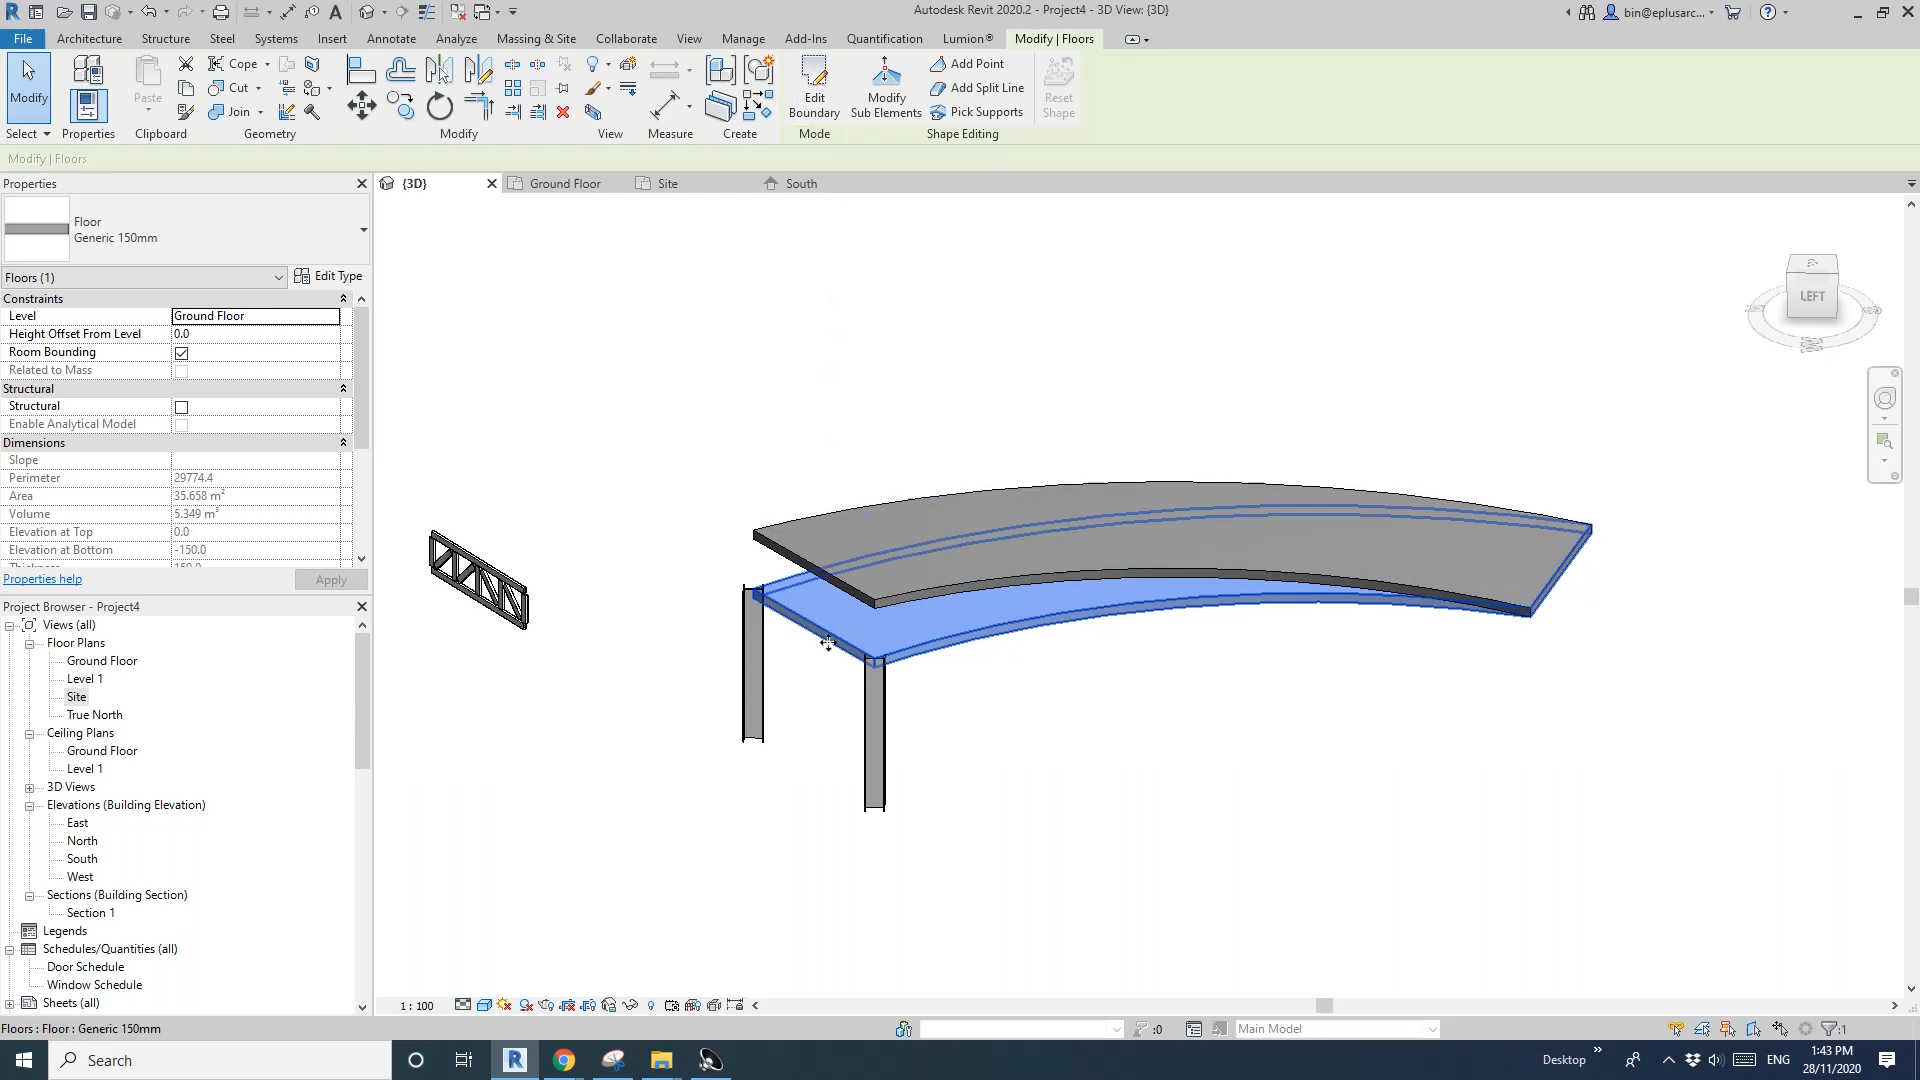 Autodesk Revit 2020.2 - Project4 - 3D View: {3D}
bin@eplusarc...
File Architecture Structure Steel Systems Insert Annotate Analyze Massing & Site Collaborate View Manage Add-Ins Quantification Lumion® Modify | Floors
Modify
Properties
Paste
Cope
Cut
Join
Edit Boundary
Modify Sub Elements
Add Point
Add Split Line
Pick Supports
Reset Shape
Select Properties Clipboard Geometry Modify View Measure Create Mode Shape Editing
Modify | Floors
Properties
{3D} Ground Floor Site South
Floor
Generic 150mm
Floors (1)
Edit Type
Constraints
Level Ground Floor
Height Offset From Level 0.0
Room Bounding
Related to Mass
Structural
Structural
Enable Analytical Model
Dimensions
Slope
Perimeter 29774.4
Area 35.658 m²
Volume 5.349 m³
Elevation at Top 0.0
Elevation at Bottom -150.0
Thickness 150.0
Properties help
Apply
LEFT
Project Browser - Project4
Views (all)
Floor Plans
Ground Floor
Level 1
Site
True North
Ceiling Plans
Ground Floor
Level 1
3D Views
Elevations (Building Elevation)
East
North
South
West
Sections (Building Section)
Section 1
Legends
Schedules/Quantities (all)
Door Schedule
Window Schedule
Sheets (all)
1 : 100
Floors : Floor : Generic 150mm
:0
Main Model
:1
Search
Desktop
ENG
1:43 PM
28/11/2020